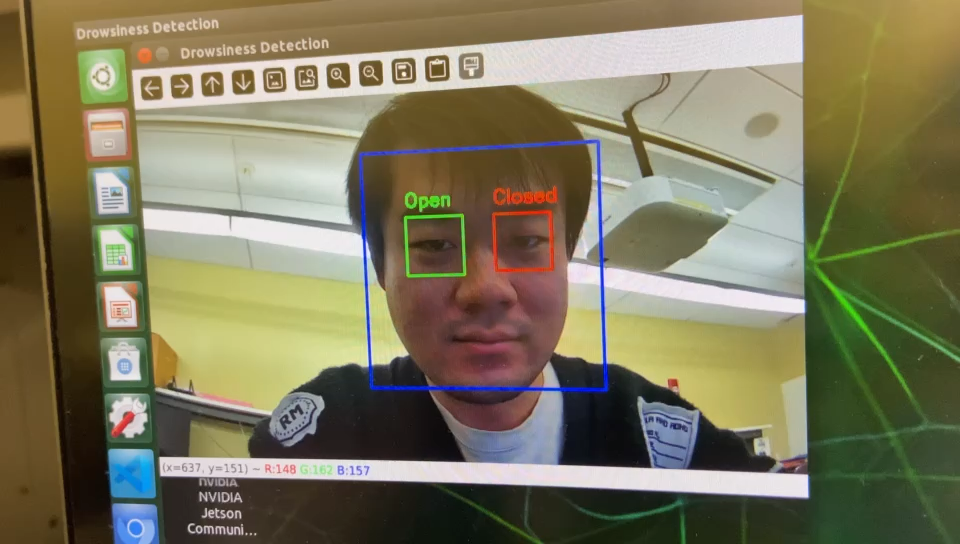 Drowsiness Detection
Drowsiness Detection
Open
Closed
RM
(x=637, y=151) ~ R:148 G:162 B:157
NVIDIA
NVIDIA
Jetson
Communi...